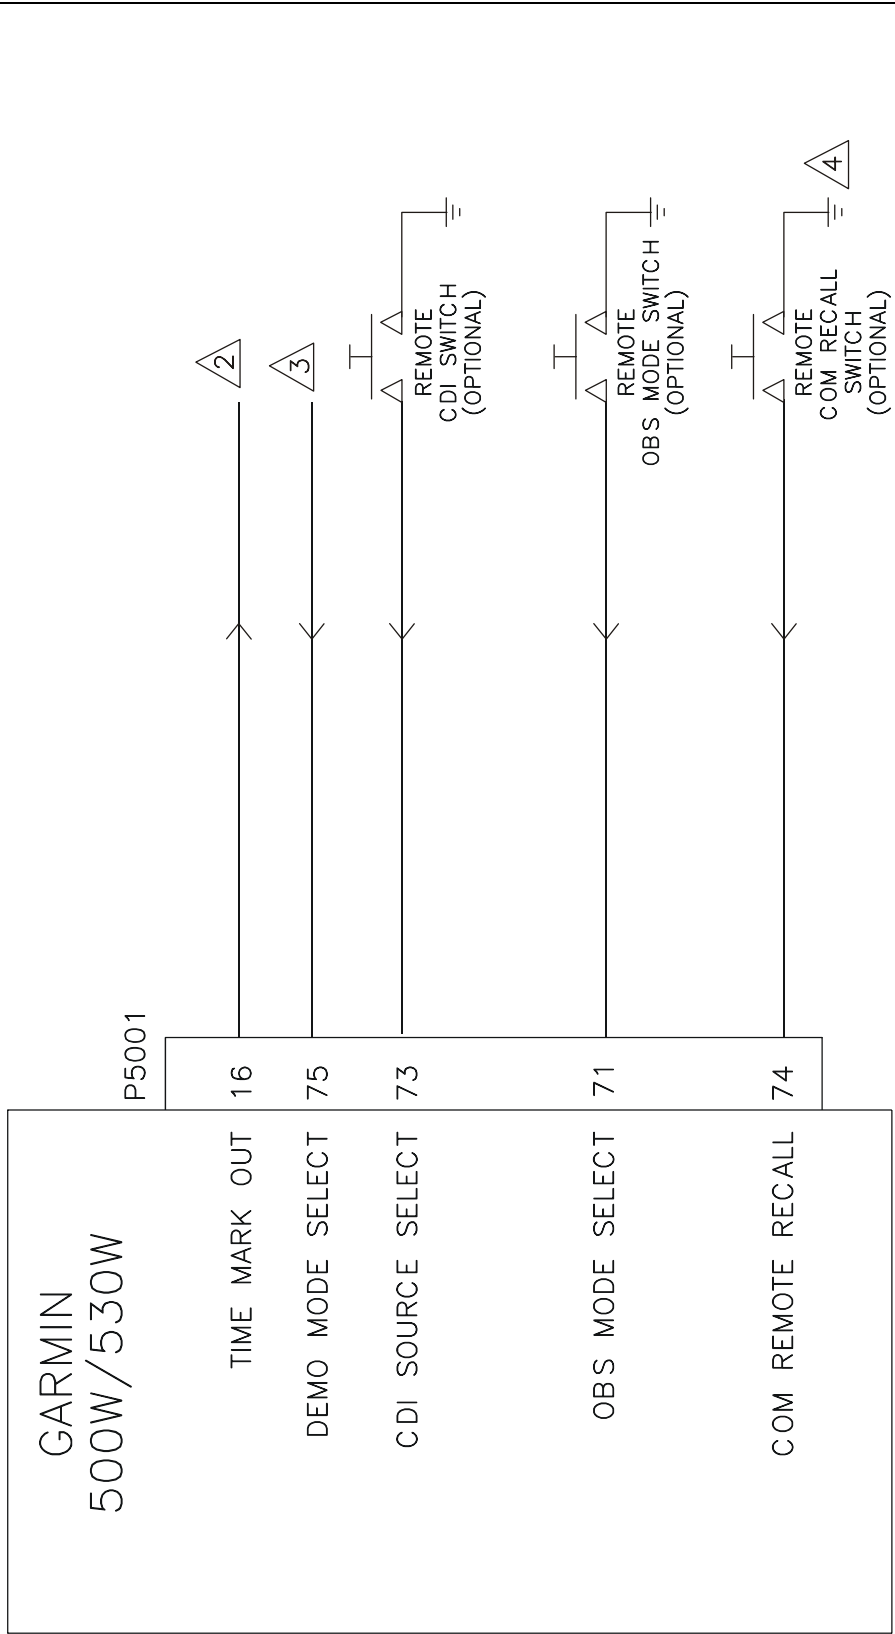 GARMIN
500W/530W
P5001
TIME MARK OUT 16
2
DEMO MODE SELECT 75
3
CDI SOURCE SELECT 73
REMOTE
CDI SWITCH
(OPTIONAL)
OBS MODE SELECT 71
REMOTE
OBS MODE SWITCH
(OPTIONAL)
COM REMOTE RECALL 74
REMOTE
COM RECALL
SWITCH
(OPTIONAL)
4